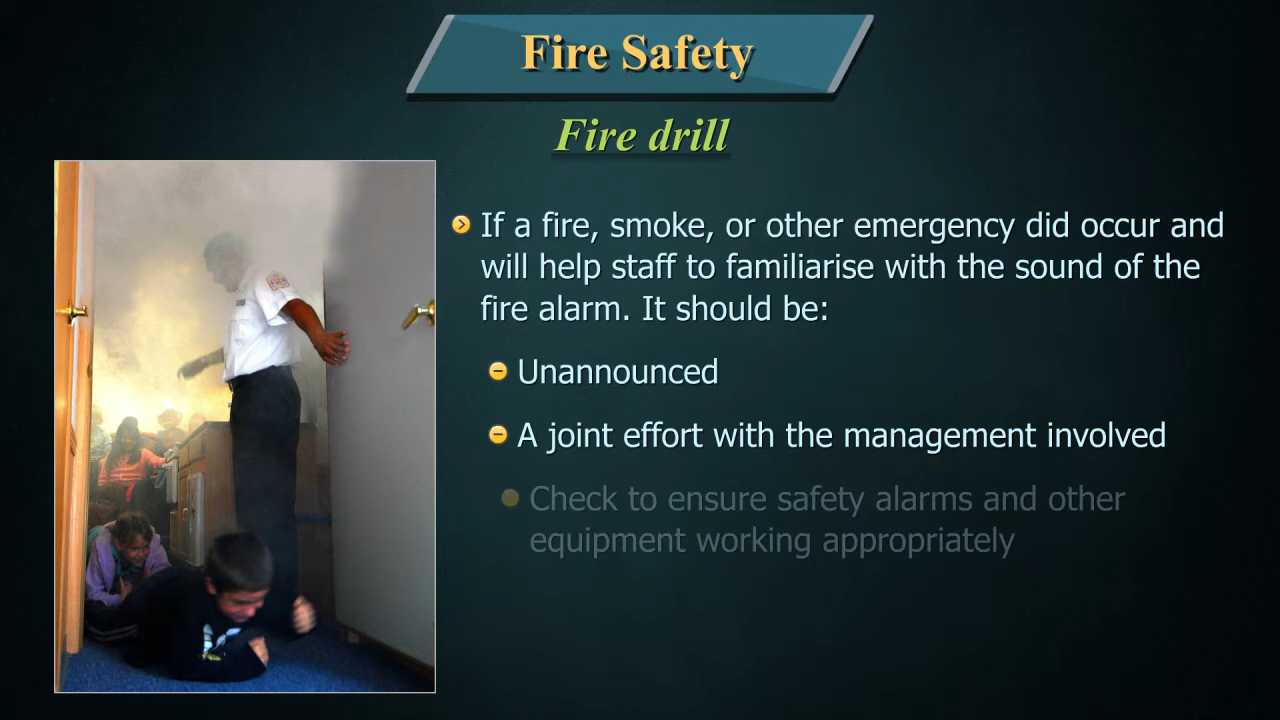 Fire Safety
Fire drill
If a fire, smoke, or other emergency did occur and
will help staff to familiarise with the sound of the
fire alarm. It should be:
Unannounced
A joint effort with the management involved
Check to ensure safety alarms and other
equipment working appropriately